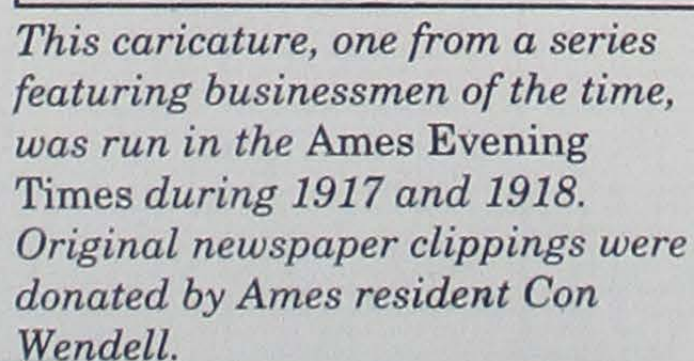 This caricature, one from a series
featuring businessmen of the time,
was run in the Ames Evening
Times during 1917 and 1918.
Original newspaper clippings were
donated by Ames resident Con
Wendell.